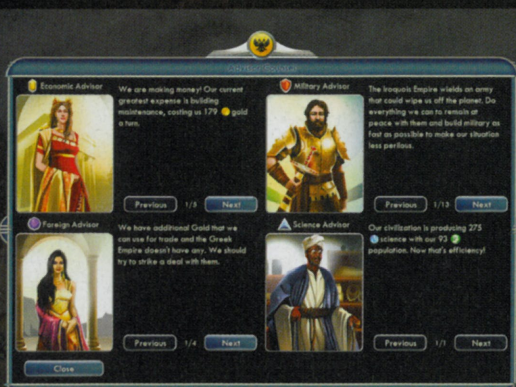 Economic Advisor
We are making money! Our current
greatest expense is building
maintenance, costing us 179 gold
a turn.
Previous 1/8 Next
Military Advisor
The Iroquois Empire wields an army
that could wipe us off the planet. Do
everything we can to remain at
peace with them and build military as
fast as possible to make our situation
less perilous.
Previous 1/13 Next
Foreign Advisor
We have additional Gold that we
can use for trade and the Greek
Empire doesn't have any. We should
try to strike a deal with them.
Previous 1/4 Next
Science Advisor
Our civilization is producing 275
science with our 93
population. Now that's efficiency!
Previous 1/1 Next
Close